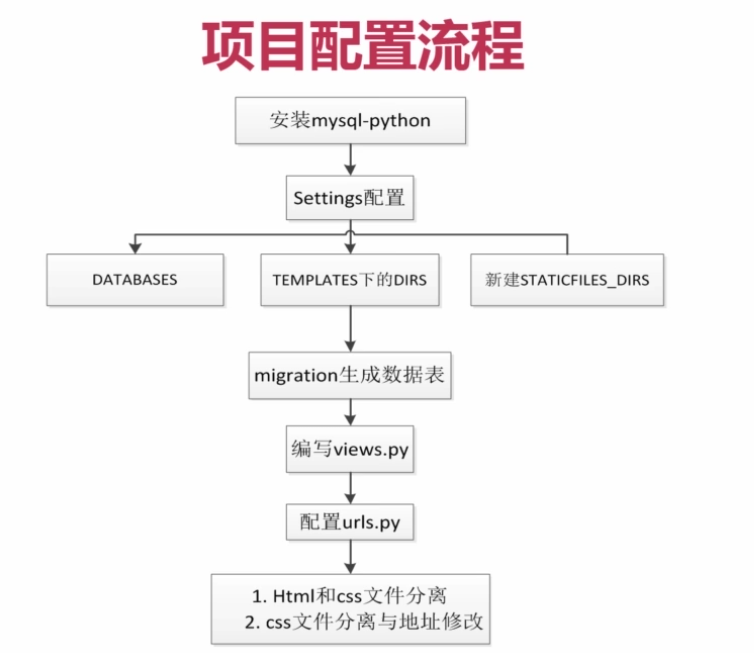 项目配置流程
安装mysql-python
Settings配置
DATABASES
TEMPLATES下的DIRS
新建STATICFILES_DIRS
migration生成数据表
编写views.py
配置urls.py
1. Html和css文件分离
2. css文件分离与地址修改